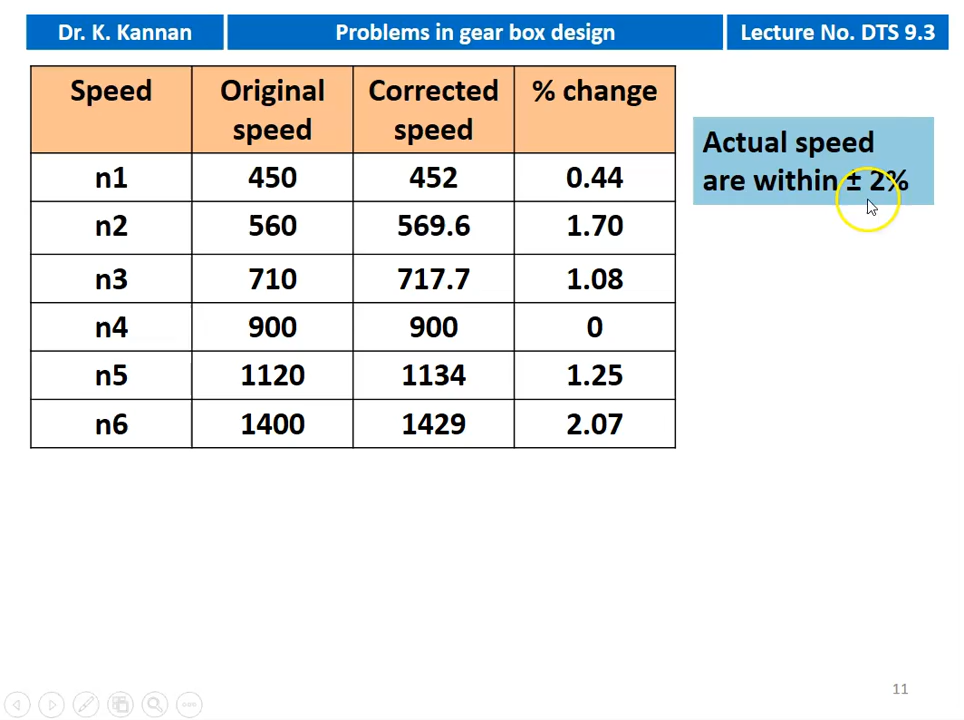 Dr. K. Kannan
Problems in gear box design
Lecture No. DTS 9.3
Speed Original speed Corrected speed % change
n1 450 452 0.44
n2 560 569.6 1.70
n3 710 717.7 1.08
n4 900 900 0
n5 1120 1134 1.25
n6 1400 1429 2.07
Actual speed
are within ± 2%
11